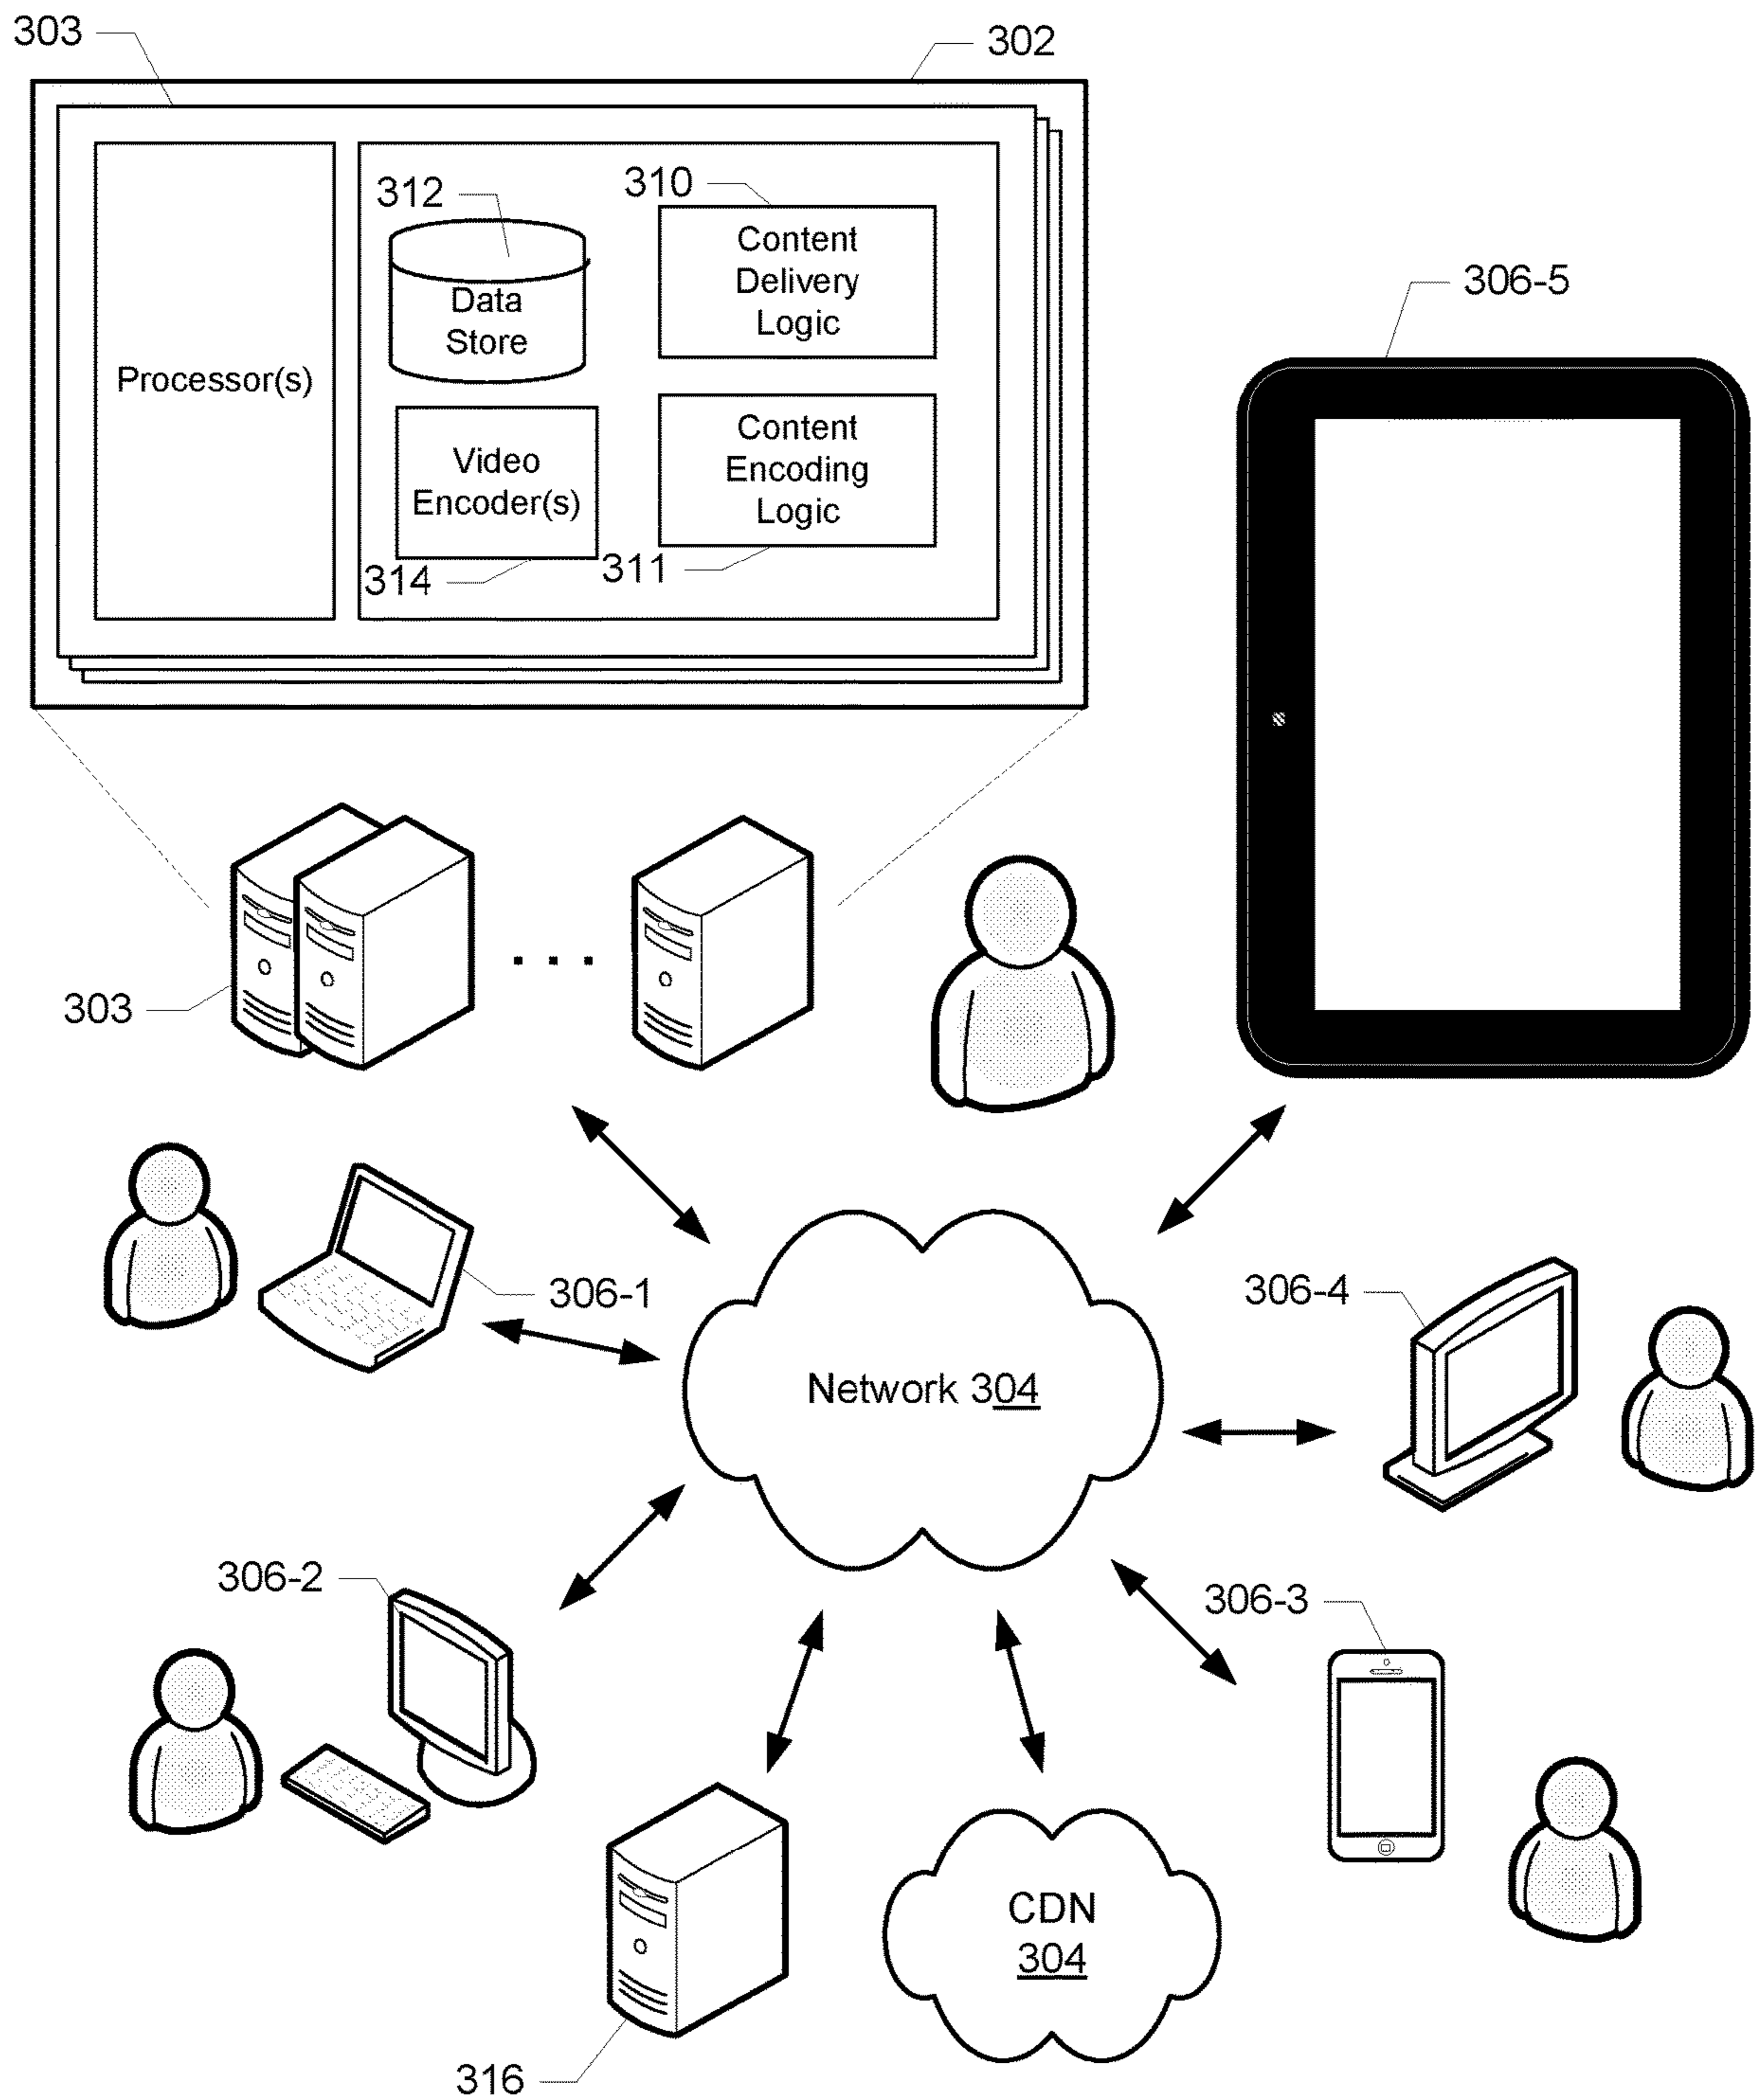 303
302
312
310
Content
Delivery
Logic
Data
Store
306-5
Processor(s)
Content
Encoding
Logic
Video
Encoder(s)
314
311
303
306-1
306-4
Network 304
306-2
306-3
CDN
304
316